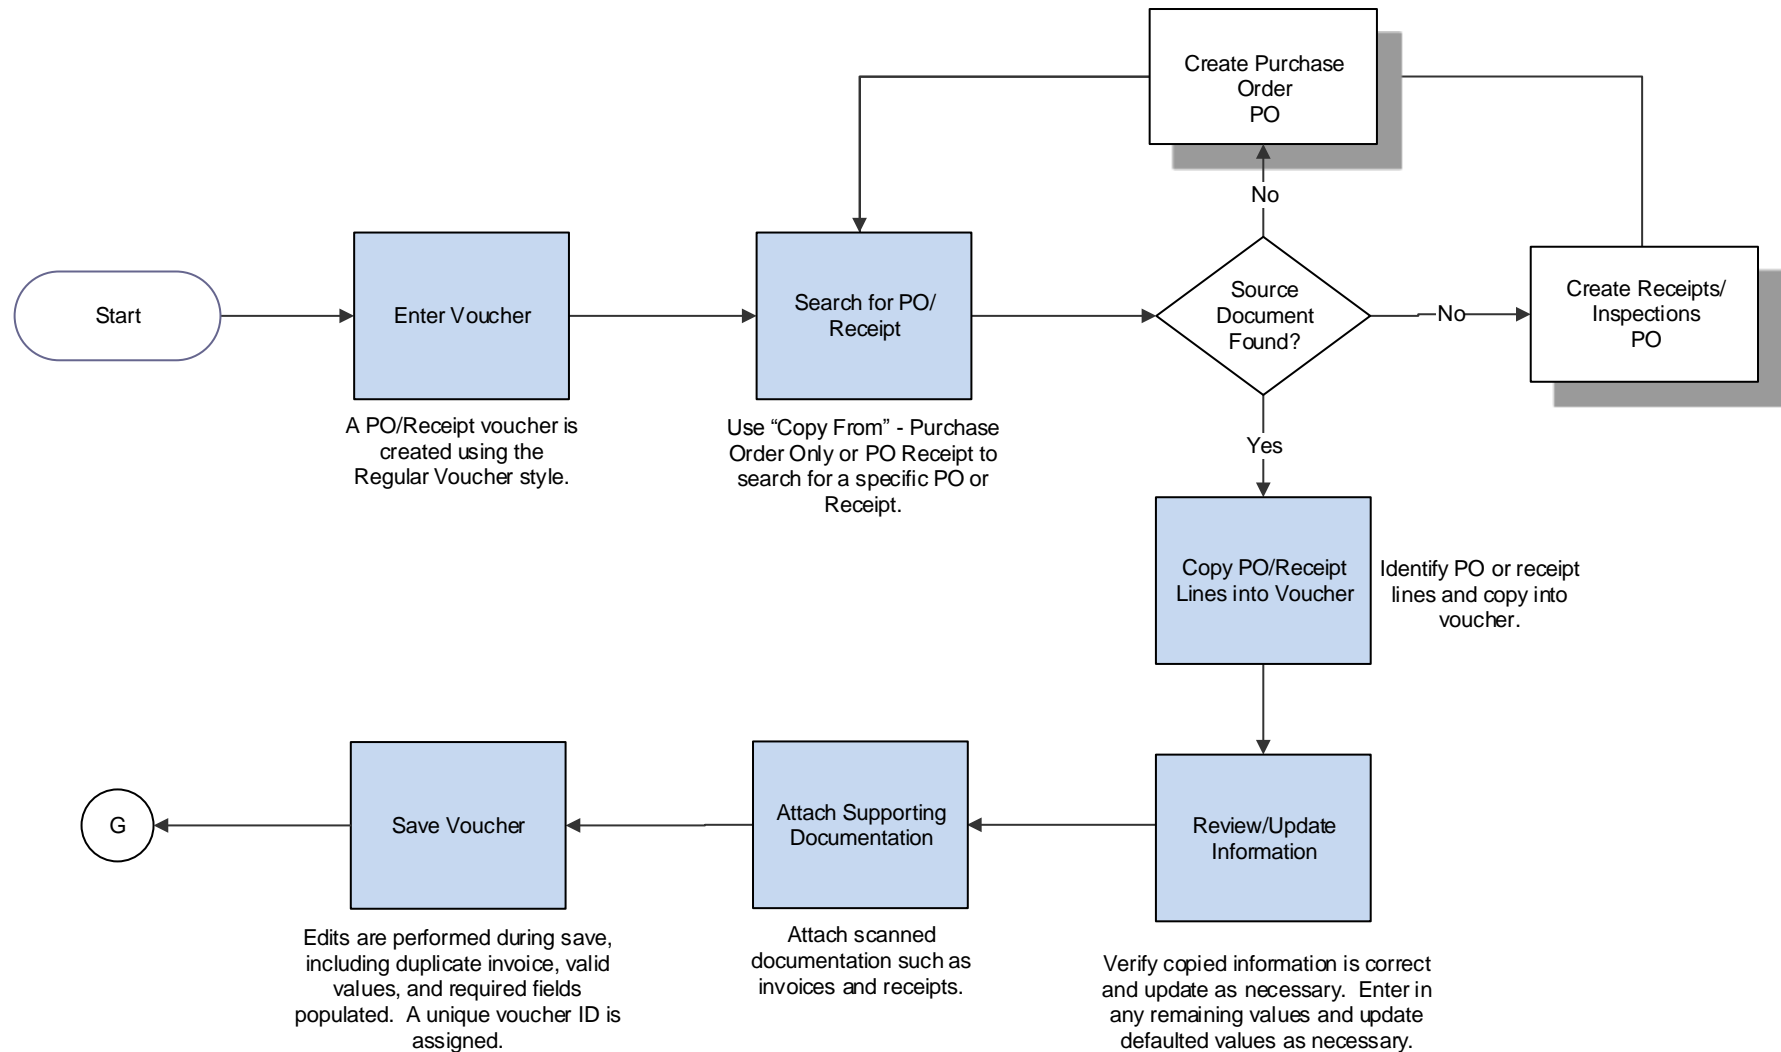 Create Purchase
Order
PO
No
Start
Enter Voucher
Search for PO/
Receipt
Source
Document
Found?
No
Create Receipts/
Inspections
PO
A PO/Receipt voucher is
created using the
Regular Voucher style.
Use “Copy From” - Purchase
Order Only or PO Receipt to
search for a specific PO or
Receipt.
Yes
Copy PO/Receipt
Lines into Voucher
Identify PO or receipt
lines and copy into
voucher.
G
Save Voucher
Attach Supporting
Documentation
Review/Update
Information
Edits are performed during save,
including duplicate invoice, valid
values, and required fields
populated.  A unique voucher ID is
assigned.
Attach scanned
documentation such as
invoices and receipts.
Verify copied information is correct
and update as necessary.  Enter in
any remaining values and update
defaulted values as necessary.